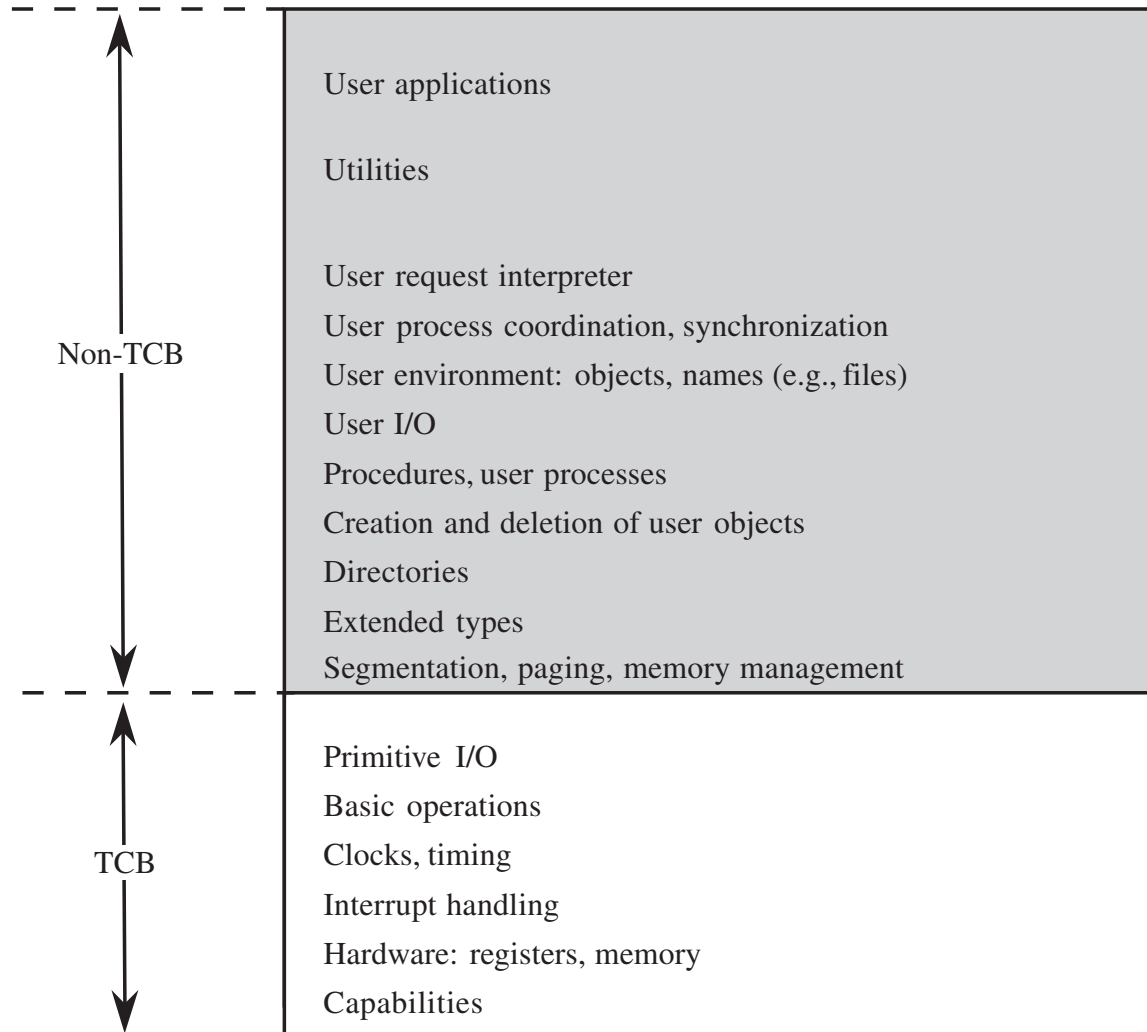 User applications
Utilities
User request interpreter
User process coordination, synchronization
Non-TCB
User environment: objects, names (e.g., files)
User I/O
Procedures, user processes
Creation and deletion of user objects
Directories
Extended types
Segmentation, paging, memory management
Primitive I/O
Basic operations
Clocks, timing
TCB
Interrupt handling
Hardware: registers, memory
Capabilities